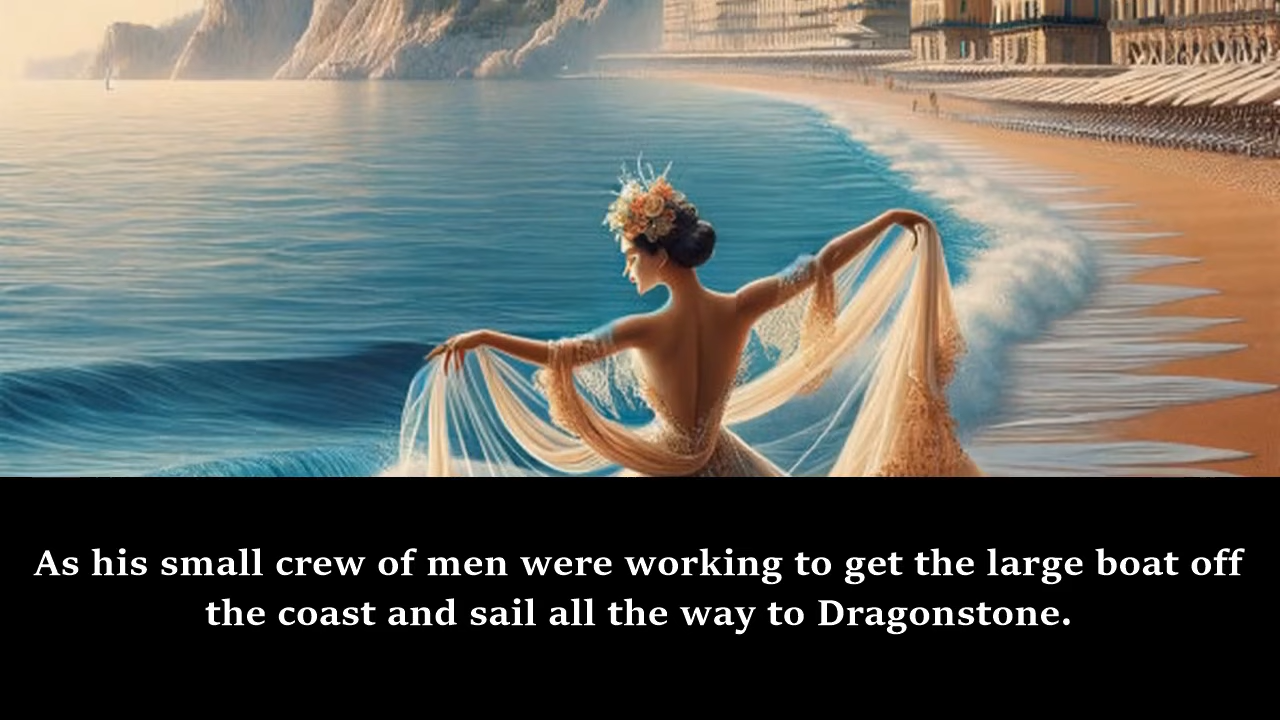 As his small crew of men were working to get the large boat off
the coast and sail all the way to Dragonstone.